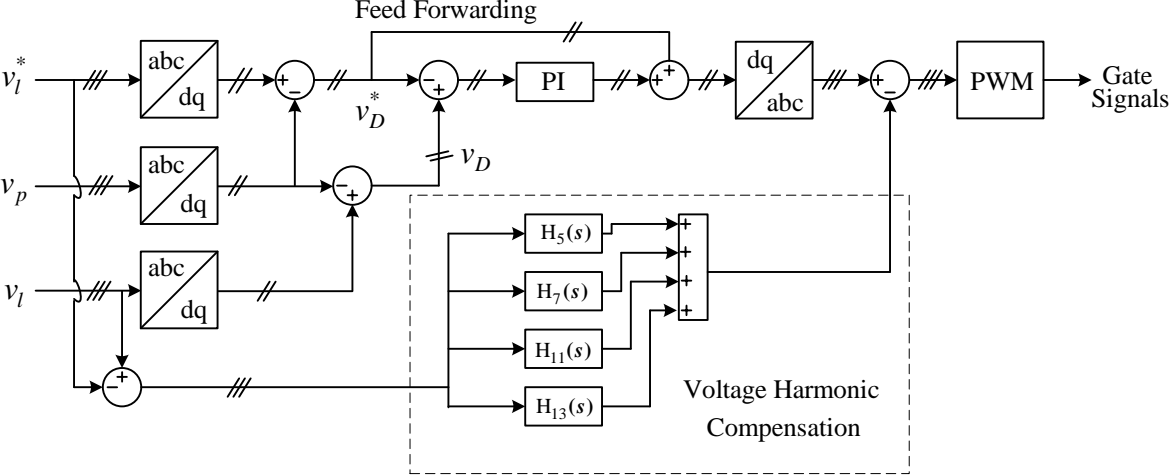 Feed Forwarding
v_l^*
abc
dq
+
−
v_D^*
−
+
PI
+
+
dq
abc
+
−
PWM
Gate
Signals
v_p
abc
dq
−
+
v_D
v_l
abc
dq
+
−
H_5(s)
H_7(s)
H_11(s)
H_13(s)
+
+
+
+
Voltage Harmonic
Compensation